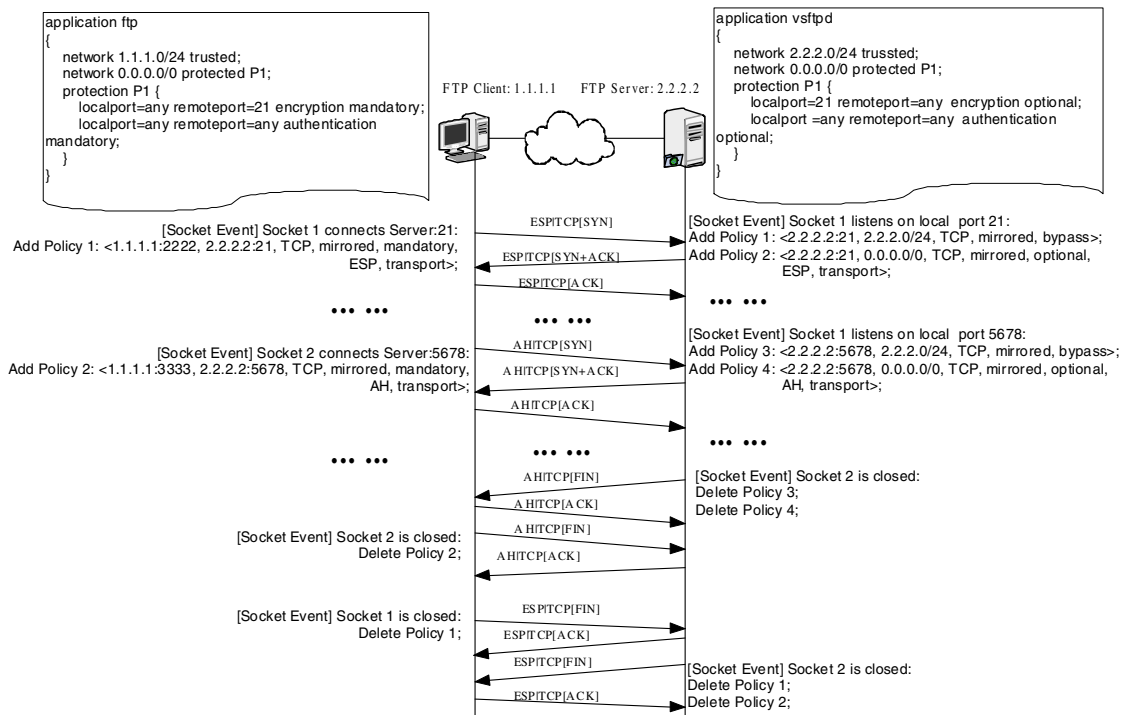 application ftp
{
network 1.1.1.0/24 trusted;
network 0.0.0.0/0 protected P1;
protection P1 {
localport=any remoteport=21 encryption mandatory;
localport=any remoteport=any authentication
mandatory;
}
}
FTP Client: 1.1.1.1
FTP Server: 2.2.2.2
application vsftpd
{
network 2.2.2.0/24 trussted;
network 0.0.0.0/0 protected P1;
protection P1 {
localport=21 remoteport=any encryption optional;
localport =any remoteport=any authentication
optional;
}
}
[Socket Event] Socket 1 connects Server:21:
Add Policy 1: <1.1.1.1:2222, 2.2.2.2:21, TCP, mirrored, mandatory,
ESP, transport>;
ESP|TCP[SYN]
ESP|TCP[SYN+ACK]
ESP|TCP[ACK]
[Socket Event] Socket 1 listens on local port 21:
Add Policy 1: <2.2.2.2:21, 2.2.2.0/24, TCP, mirrored, bypass>;
Add Policy 2: <2.2.2.2:21, 0.0.0.0/0, TCP, mirrored, optional,
ESP, transport>;
••• •••
••• •••
••• •••
[Socket Event] Socket 2 connects Server:5678:
Add Policy 2: <1.1.1.1:3333, 2.2.2.2:5678, TCP, mirrored, mandatory,
AH, transport>;
AH|TCP[SYN]
AH|TCP[SYN+ACK]
AH|TCP[ACK]
[Socket Event] Socket 1 listens on local port 5678:
Add Policy 3: <2.2.2.2:5678, 2.2.2.0/24, TCP, mirrored, bypass>;
Add Policy 4: <2.2.2.2:5678, 0.0.0.0/0, TCP, mirrored, optional,
AH, transport>;
••• •••
••• •••
••• •••
AH|TCP[FIN]
[Socket Event] Socket 2 is closed:
Delete Policy 3;
Delete Policy 4;
AH|TCP[ACK]
AH|TCP[FIN]
[Socket Event] Socket 2 is closed:
Delete Policy 2;
AH|TCP[ACK]
[Socket Event] Socket 1 is closed:
Delete Policy 1;
ESP|TCP[FIN]
ESP|TCP[ACK]
ESP|TCP[FIN]
[Socket Event] Socket 2 is closed:
Delete Policy 1;
Delete Policy 2;
ESP|TCP[ACK]